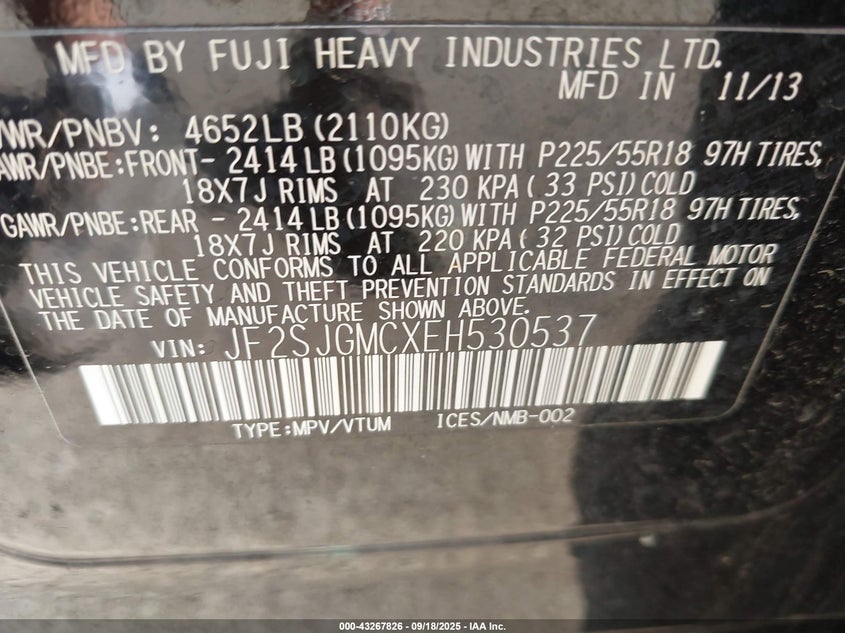 MFD BY FUJI HEAVY INDUSTRIES LTD.
MFD IN 11/13
VWR/PNBV: 4652LB (2110KG)
AWR/PNBE:FRONT- 2414 LB (1095KG) WITH P225/55R18 97H TIRES,
18X7J RIMS AT 230 KPA ( 33 PSI) COLD
GAWR/PNBE:REAR - 2414 LB (1095KG) WITH P225/55R18 97H TIRES,
18X7J RIMS AT 220 KPA ( 32 PSI) COLD
THIS VEHICLE CONFORMS TO ALL APPLICABLE FEDERAL MOTOR
VEHICLE SAFETY AND THEFT PREVENTION STANDARDS IN EFFECT ON
THE DATE OF MANUFACTURE SHOWN ABOVE.
VIN: JF2SJGMCXEH530537
TYPE:MPV/VTUM ICES/NMB-002
000-43267826 - 09/18/2025 - IAA Inc.